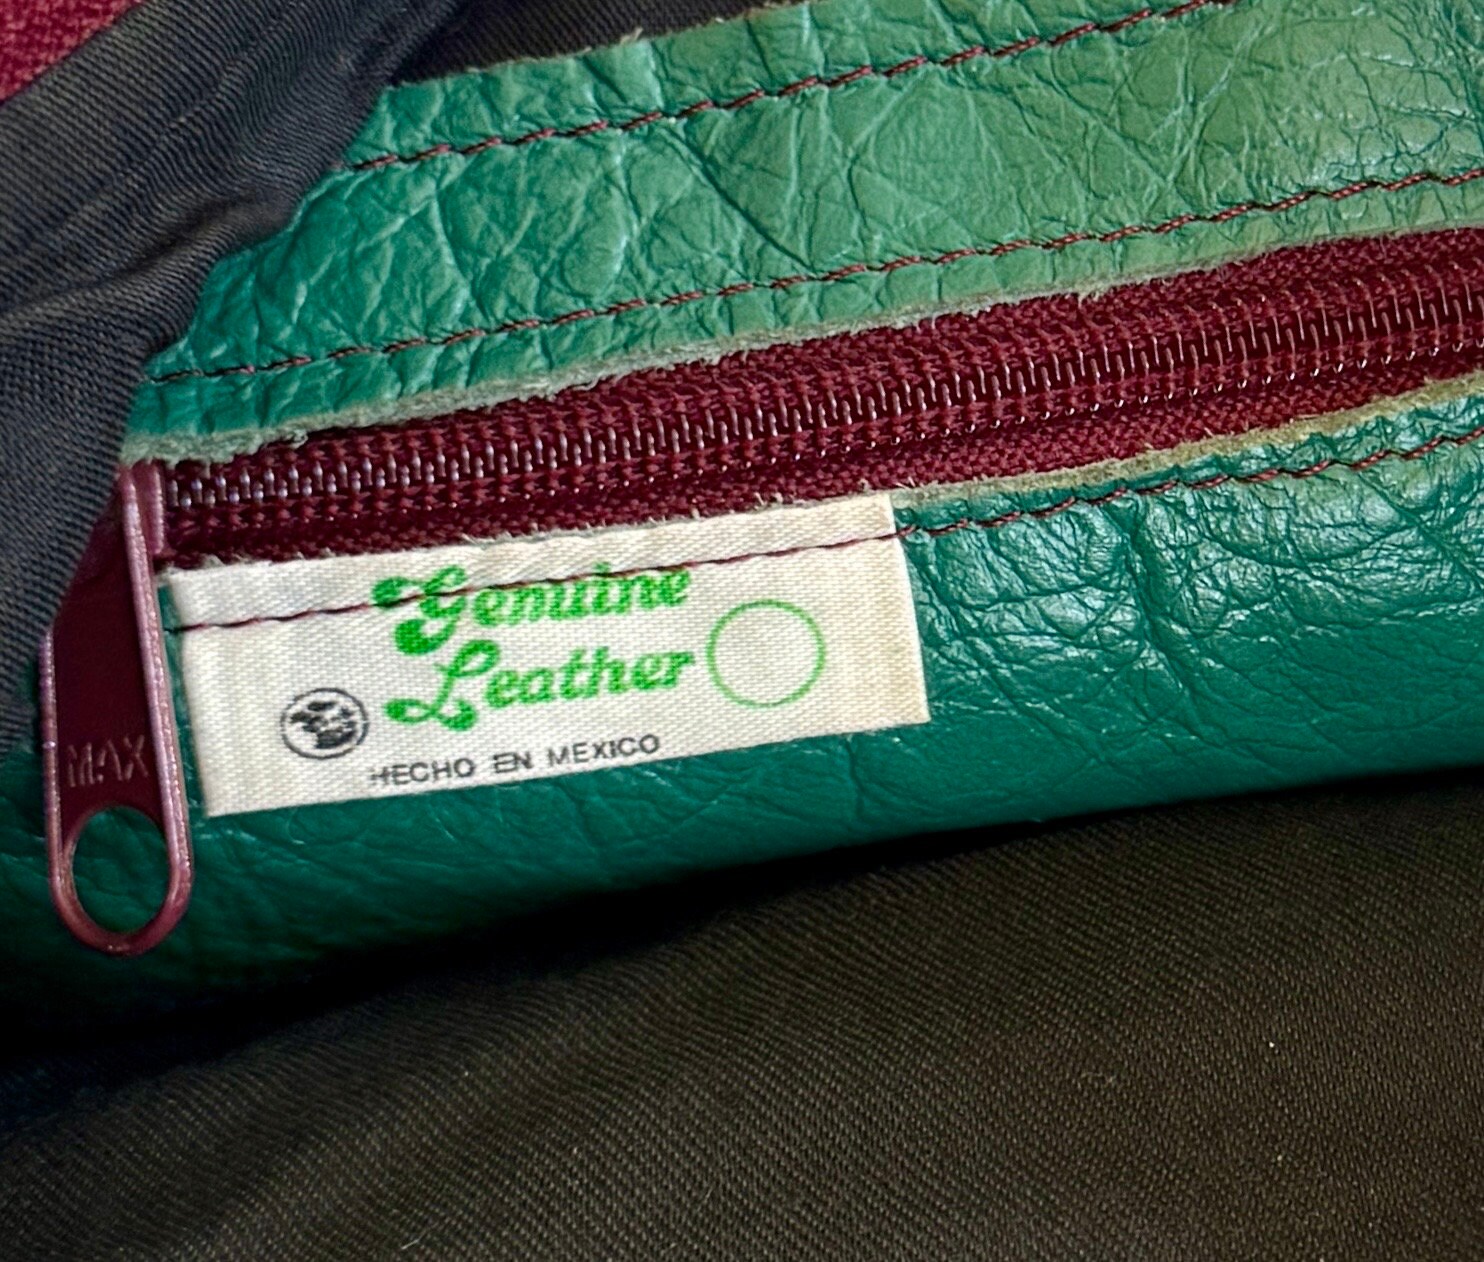 Genuine
Leather
HECHO EN MEXICO
MAX